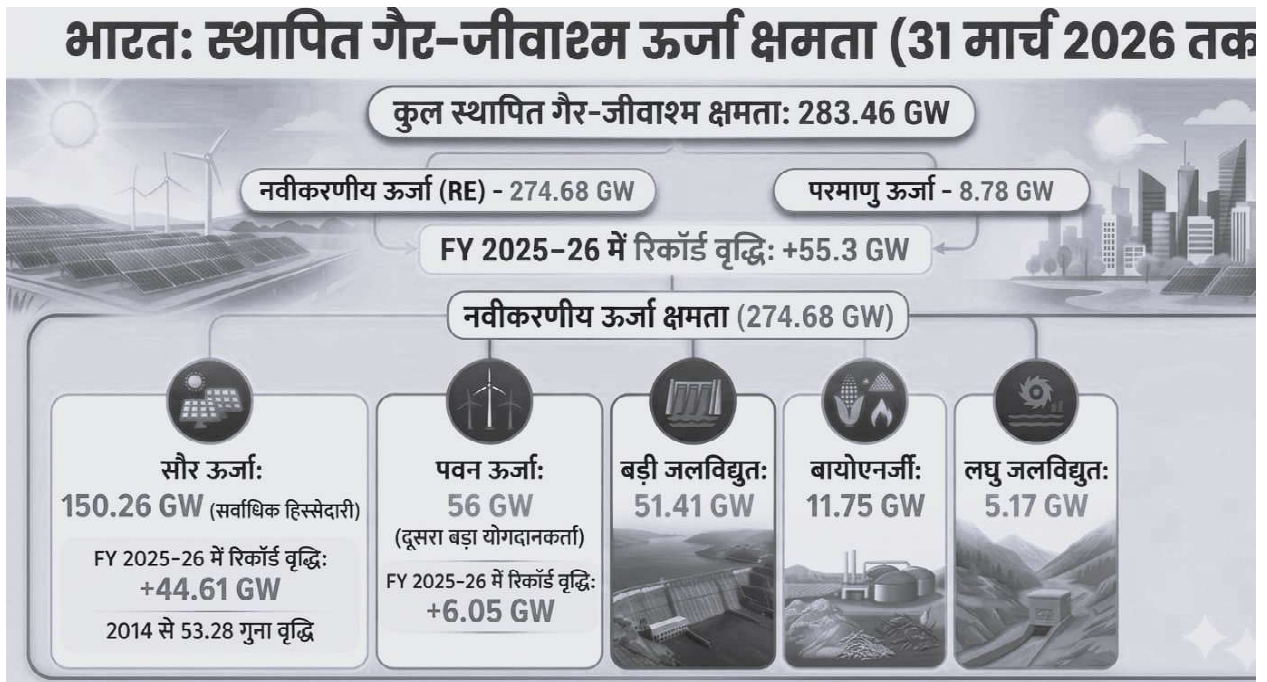 भारत: स्थापित गैर-जीवाश्म ऊर्जा क्षमता (31 मार्च 2026 तक
कुल स्थापित गैर-जीवाश्म क्षमता: 283.46 GW
नवीकरणीय ऊर्जा (RE) - 274.68 GW
परमाणु ऊर्जा - 8.78 GW
FY 2025-26 में रिकॉर्ड वृद्धि: +55.3 GW
नवीकरणीय ऊर्जा क्षमता (274.68 GW)
सौर ऊर्जा:
150.26 GW (सर्वाधिक हिस्सेदारी)
FY 2025-26 में रिकॉर्ड वृद्धि:
+44.61 GW
2014 से 53.28 गुना वृद्धि
पवन ऊर्जा:
56 GW
(दूसरा बड़ा योगदानकर्ता)
FY 2025-26 में रिकॉर्ड वृद्धि:
+6.05 GW
बड़ी जलविद्युत:
51.41 GW
बायोएनर्जी:
11.75 GW
लघु जलविद्युत:
5.17 GW